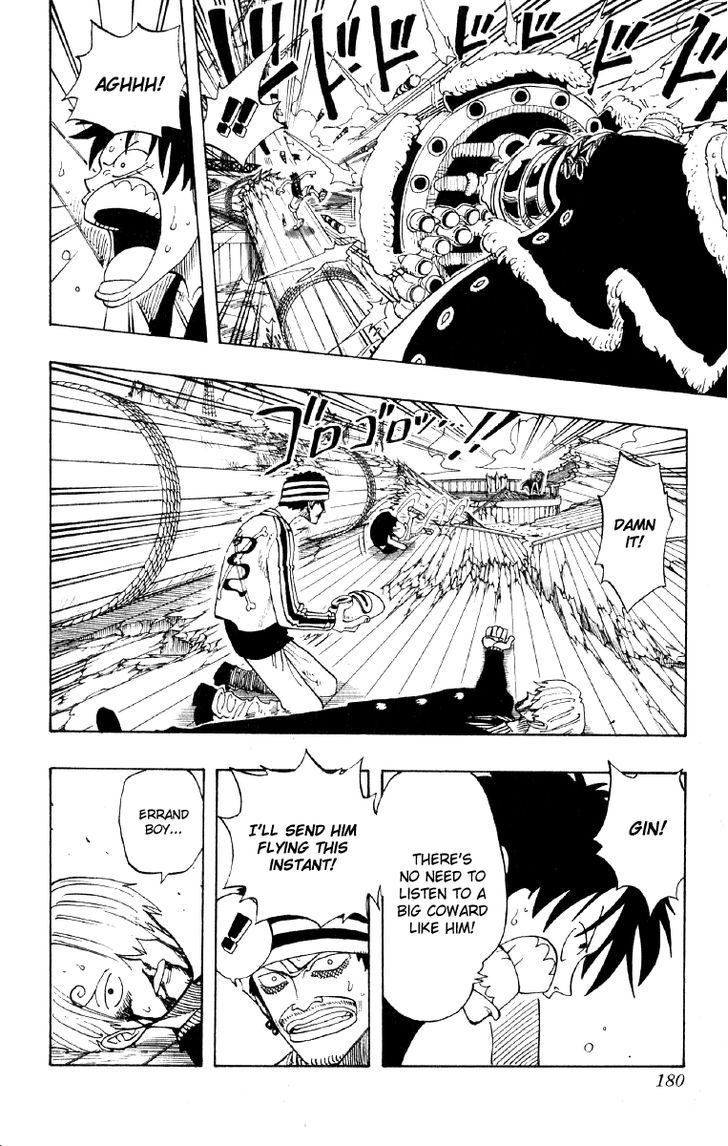 ドドドドドド
!!
AGHHH!
DAMN
IT!
ゴロゴロッ...!!
GIN!
THERE'S
NO NEED TO
LISTEN TO A
BIG COWARD
LIKE HIM!
I'LL SEND HIM
FLYING THIS
INSTANT!
!!
ERRAND
BOY...
180